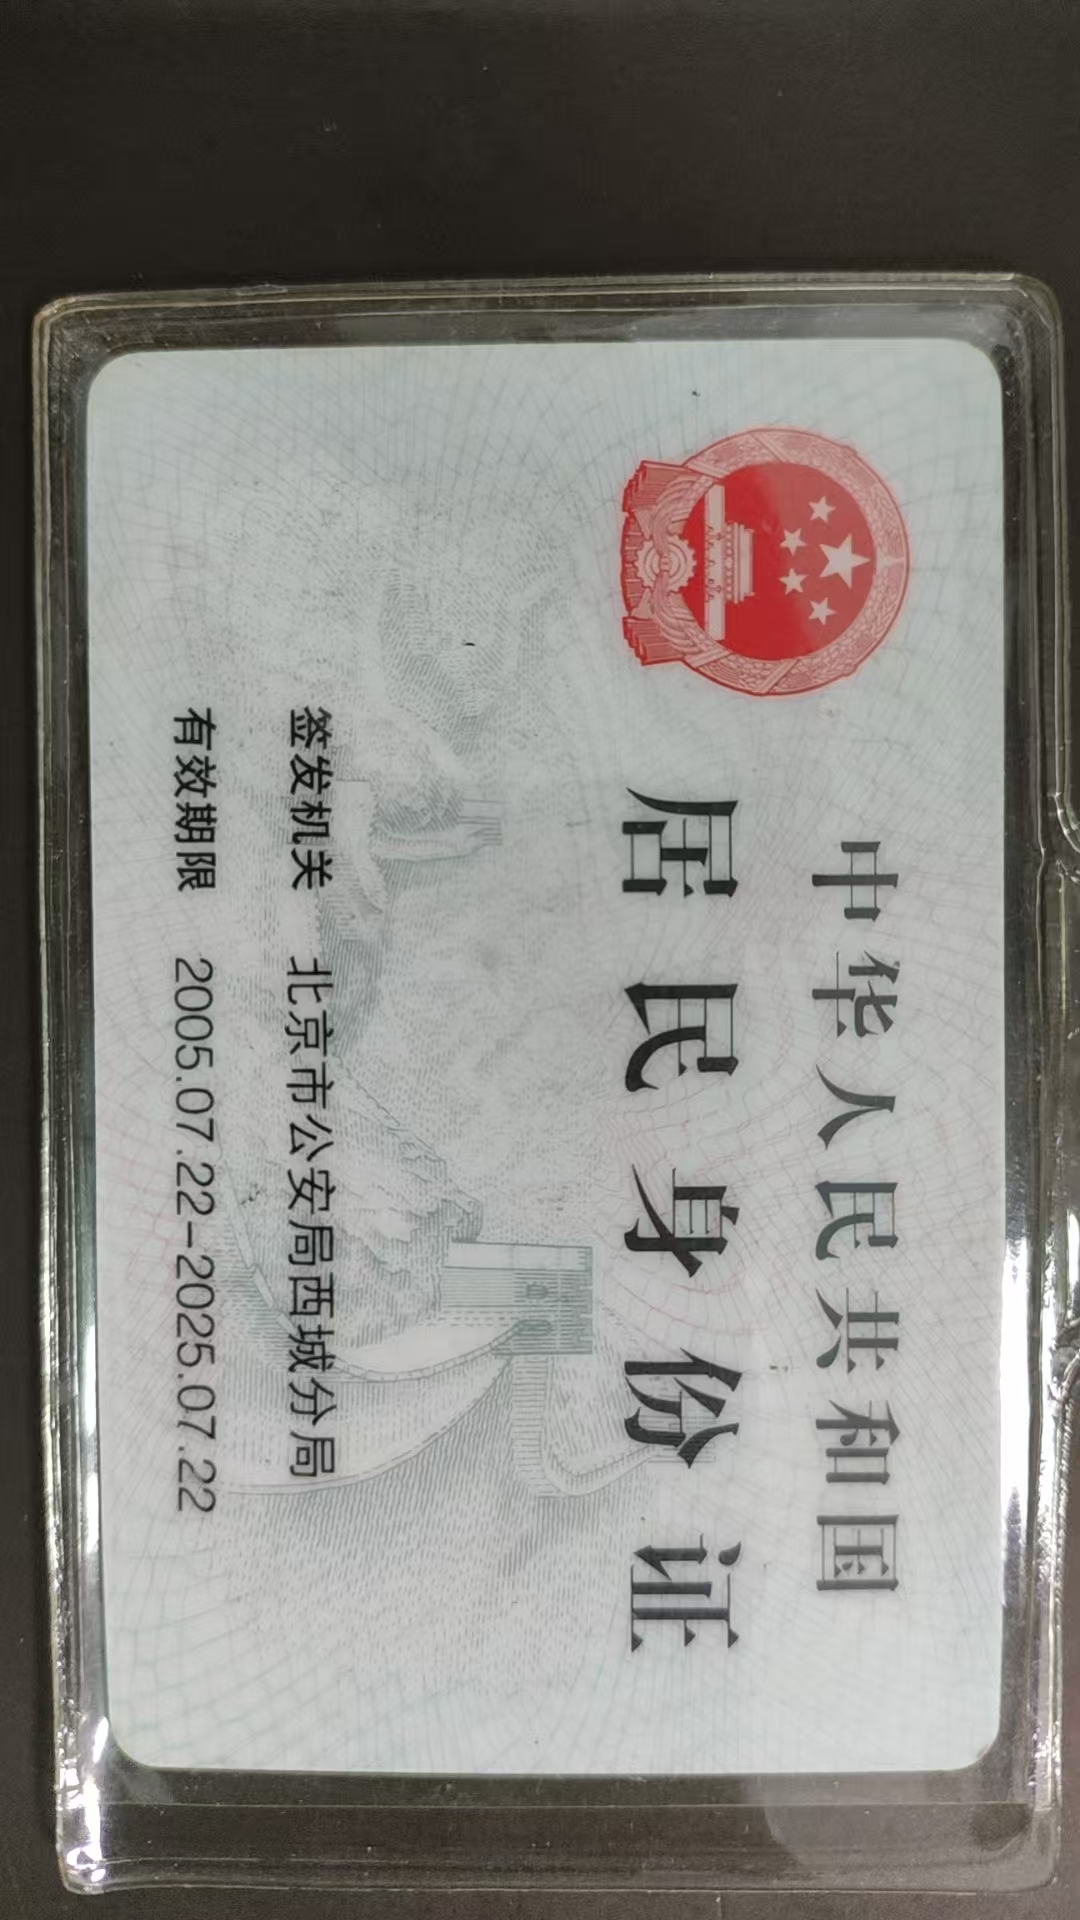 中华人民共和国
居民身份证
签发机关 北京市公安局西城分局
有效期限 2005.07.22-2025.07.22